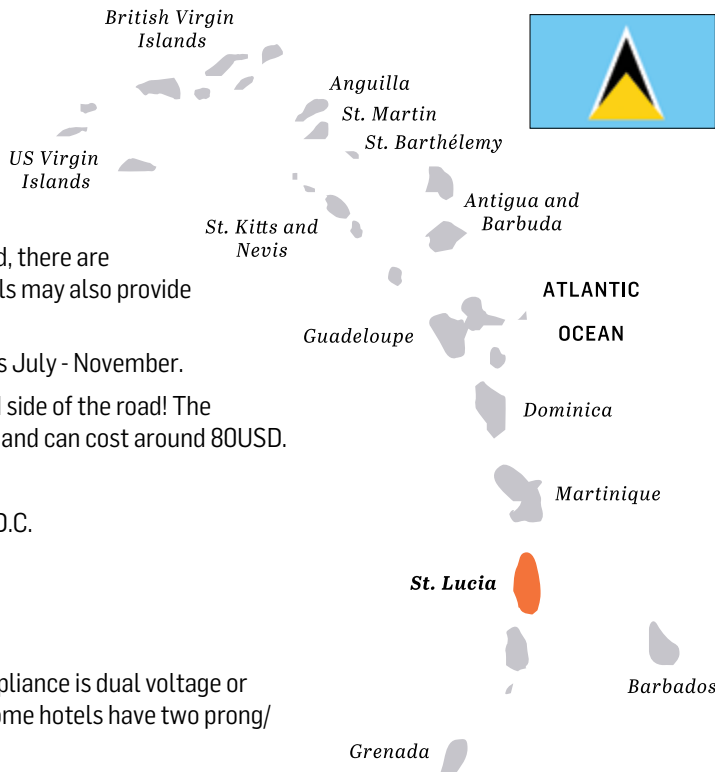 British Virgin
Islands
Anguilla
St. Martin
St. Barthélemy
US Virgin
Islands
Antigua and
Barbuda
St. Kitts and
Nevis
d, there are
ls may also provide
ATLANTIC
OCEAN
Guadeloupe
s July - November.
d side of the road! The
and can cost around 80USD.
Dominica
Martinique
D.C.
St. Lucia
pliance is dual voltage or
ome hotels have two prong/
Barbados
Grenada